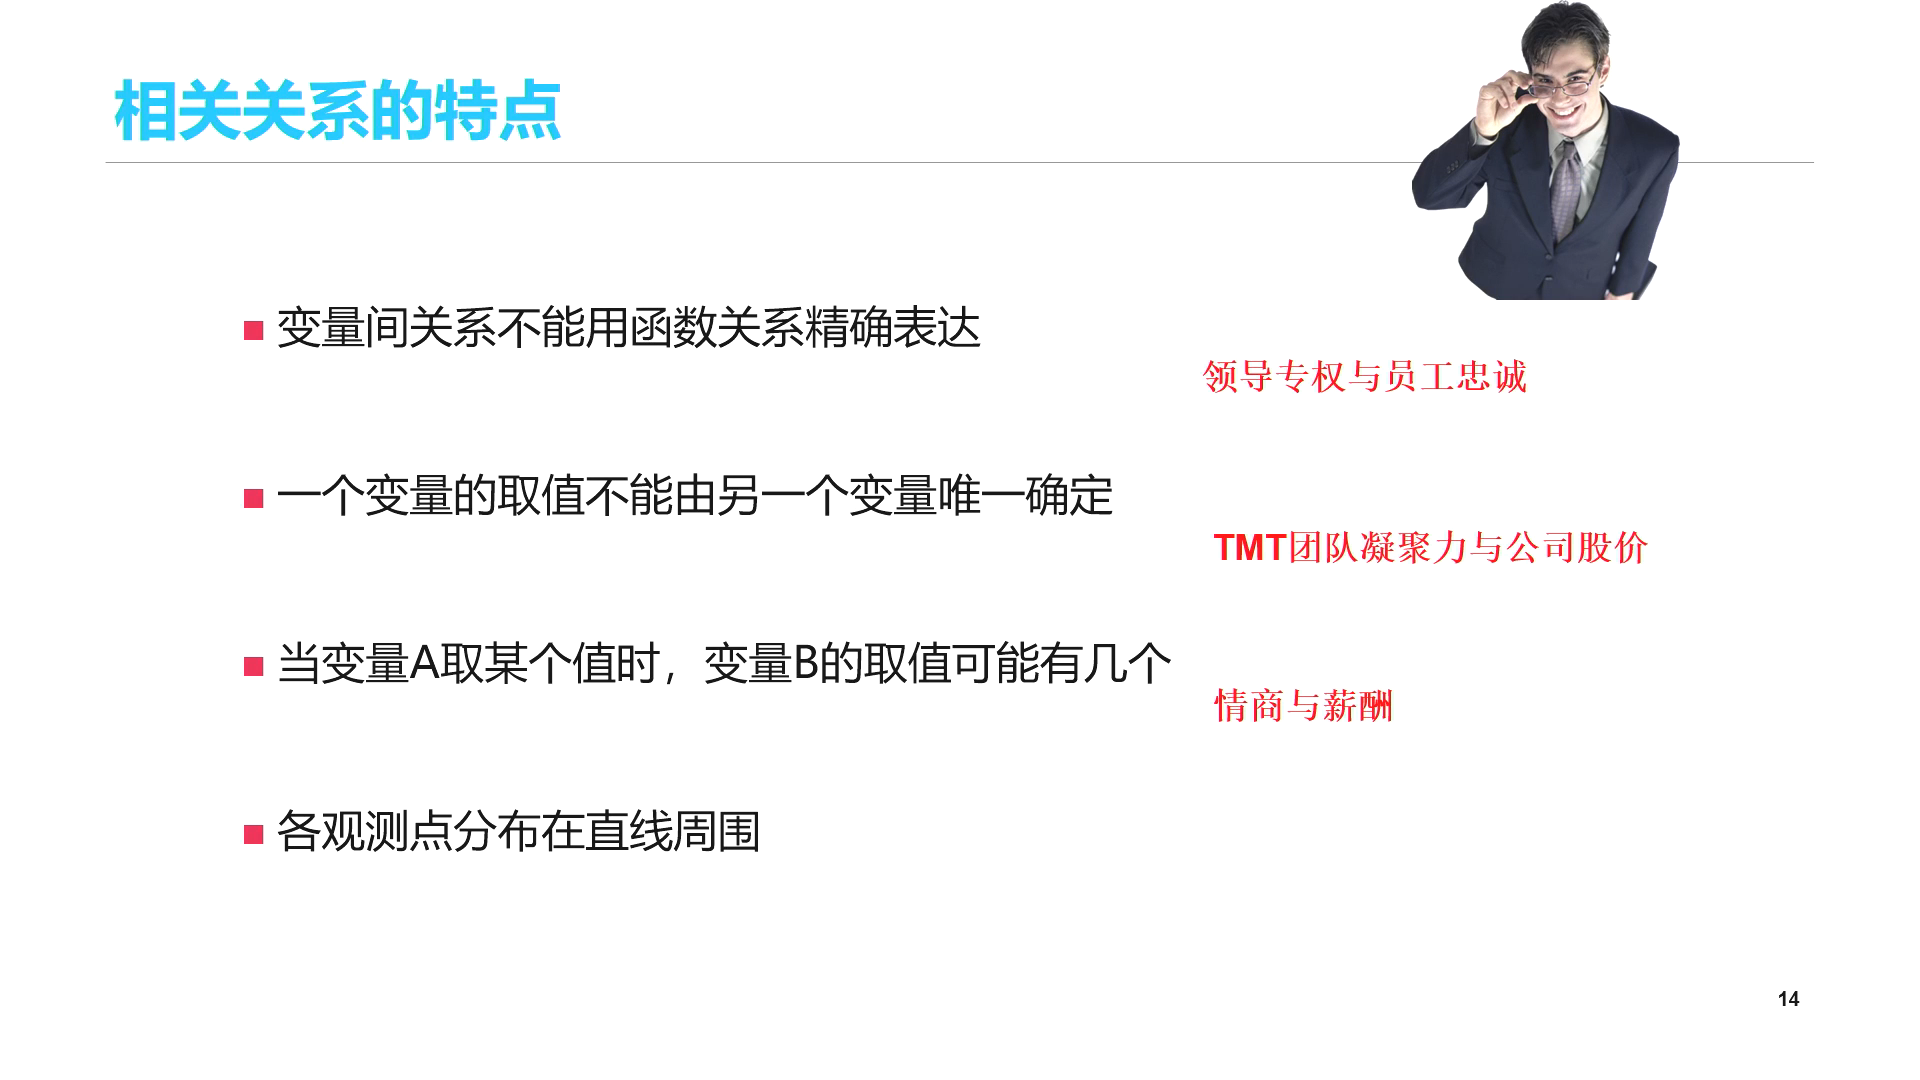 相关关系的特点
变量间关系不能用函数关系精确表达
领导专权与员工忠诚
一个变量的取值不能由另一个变量唯一确定
TMT团队凝聚力与公司股价
当变量A取某个值时，变量B的取值可能有几个
情商与薪酬
各观测点分布在直线周围
14